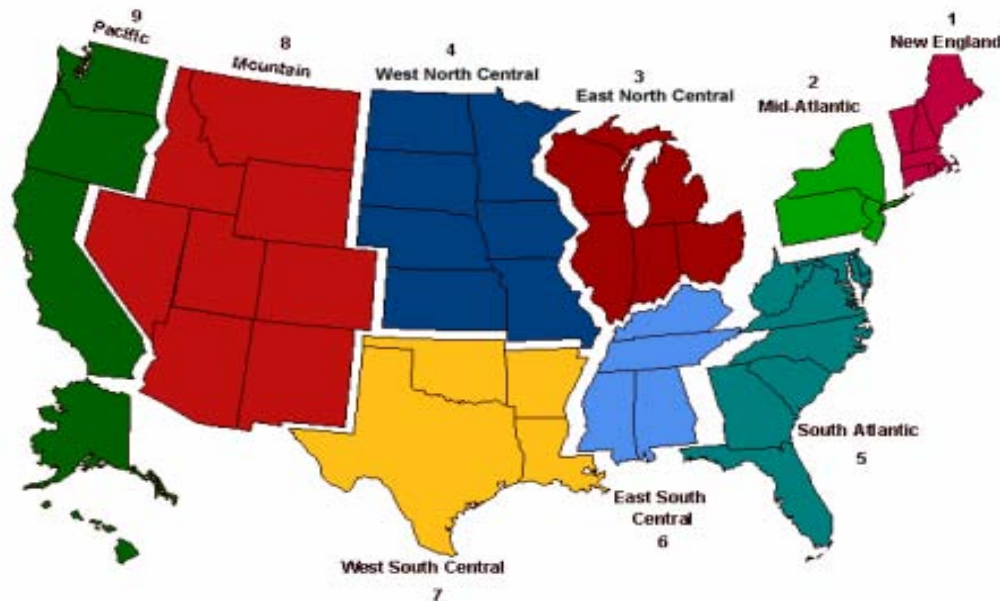 9
Pacific
8
Mountain
4
West North Central
3
East North Central
2
Mid-Atlantic
1
New England
South Atlantic
5
East South
Central
6
West South Central
7